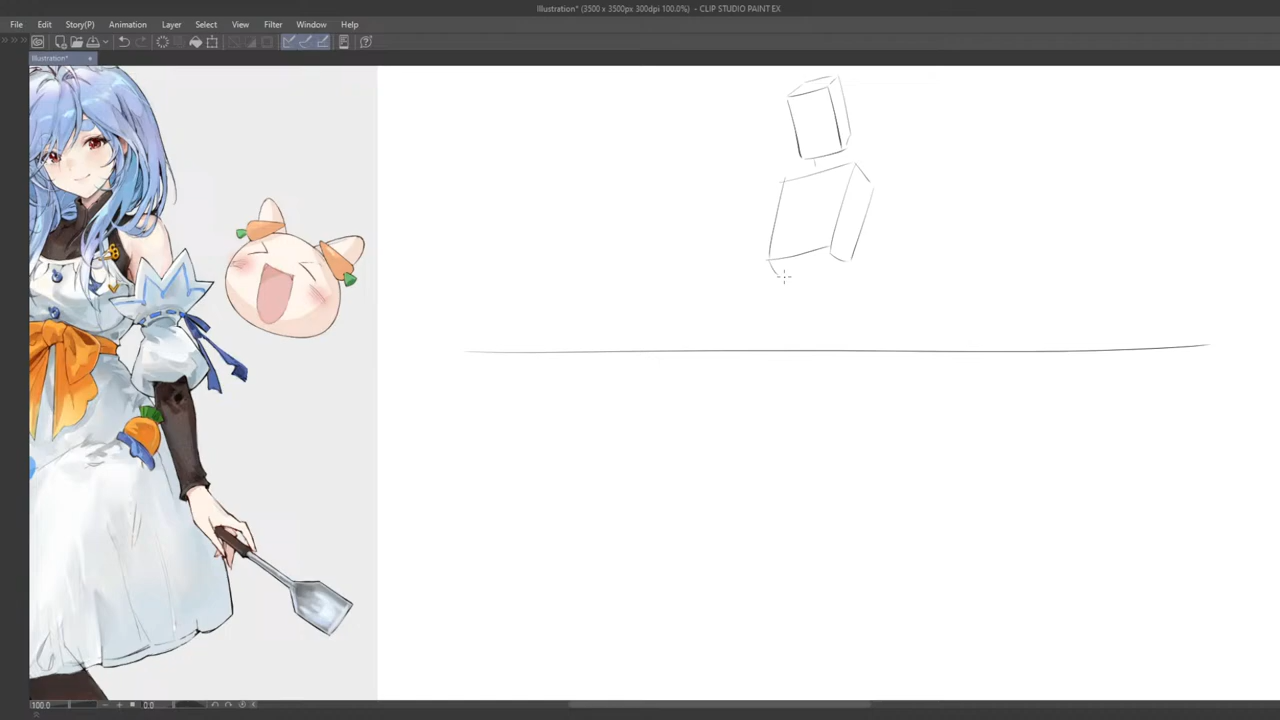 Illustration* (3500 x 3500px 300dpi 100.0%) - CLIP STUDIO PAINT EX
File Edit Story(P) Animation Layer Select View Filter Window Help
Illustration*
100.0 0.0